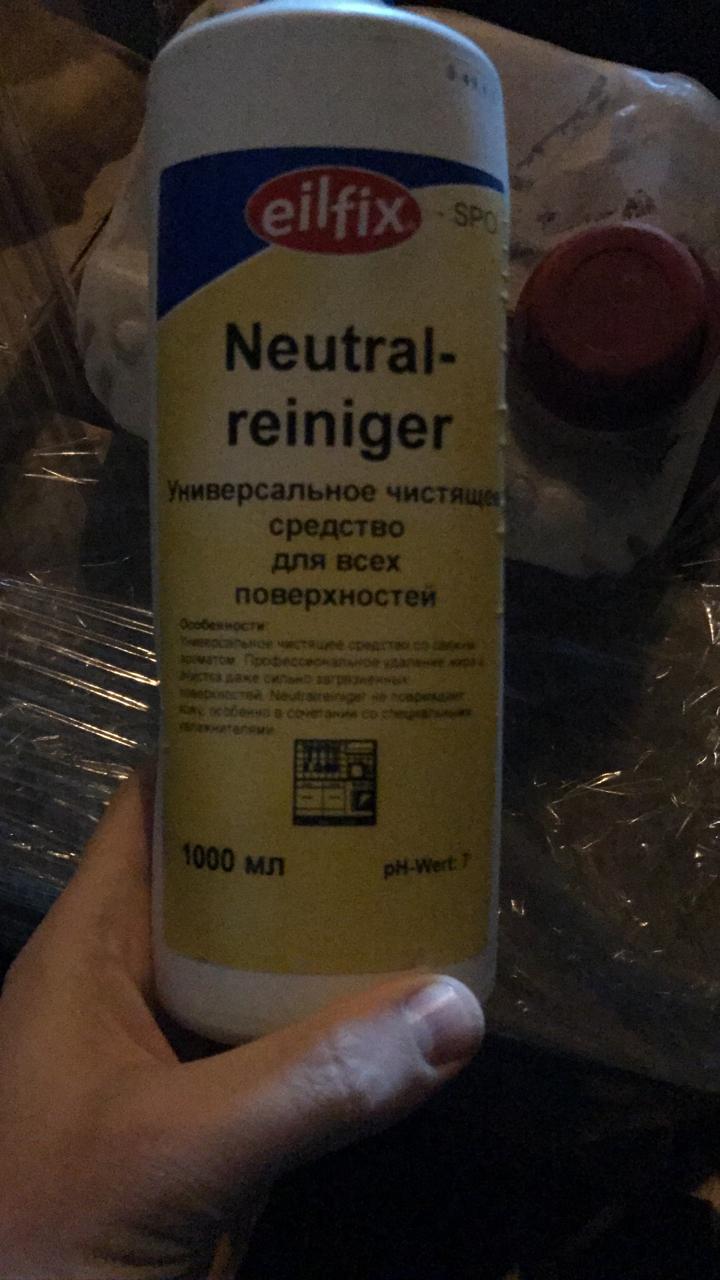 eilfix
- SPO
Neutral-
reiniger
Универсальное чистящее
средство
для всех
поверхностей
Особенности:
Универсальное чистящее средство со свежим
ароматом. Профессиональное удаление жира и
очистка даже сильно загрязненных
поверхностей. Neutralreiniger не повреждает
кожу, особенно в сочетании со специальными
увлажнителями.
1000 мл
pH-Wert: 7